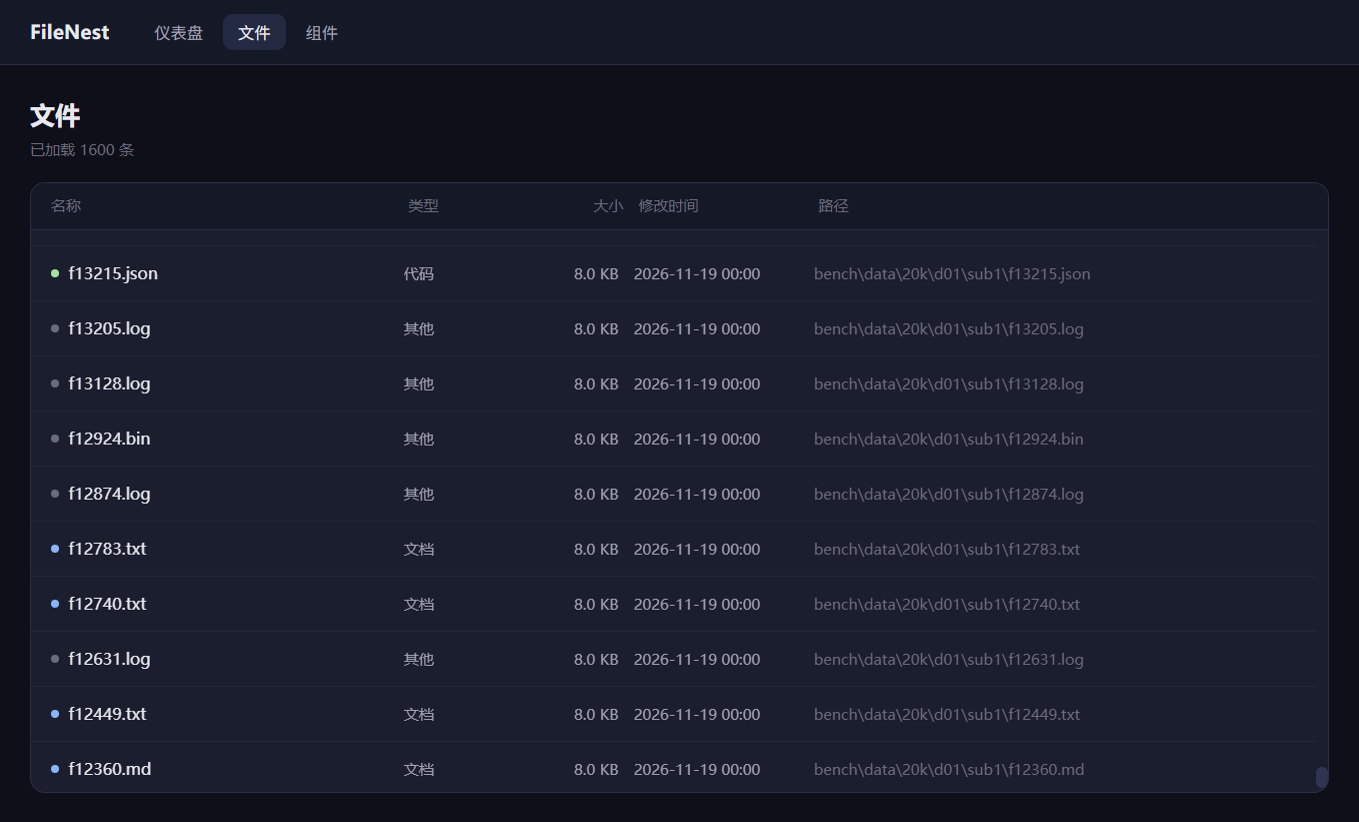 FileNest 仪表盘 文件 组件
文件
已加载 1600 条
名称 类型 大小 修改时间 路径
f13215.json 代码 8.0 KB 2026-11-19 00:00 bench\data\20k\d01\sub1\f13215.json
f13205.log 其他 8.0 KB 2026-11-19 00:00 bench\data\20k\d01\sub1\f13205.log
f13128.log 其他 8.0 KB 2026-11-19 00:00 bench\data\20k\d01\sub1\f13128.log
f12924.bin 其他 8.0 KB 2026-11-19 00:00 bench\data\20k\d01\sub1\f12924.bin
f12874.log 其他 8.0 KB 2026-11-19 00:00 bench\data\20k\d01\sub1\f12874.log
f12783.txt 文档 8.0 KB 2026-11-19 00:00 bench\data\20k\d01\sub1\f12783.txt
f12740.txt 文档 8.0 KB 2026-11-19 00:00 bench\data\20k\d01\sub1\f12740.txt
f12631.log 其他 8.0 KB 2026-11-19 00:00 bench\data\20k\d01\sub1\f12631.log
f12449.txt 文档 8.0 KB 2026-11-19 00:00 bench\data\20k\d01\sub1\f12449.txt
f12360.md 文档 8.0 KB 2026-11-19 00:00 bench\data\20k\d01\sub1\f12360.md